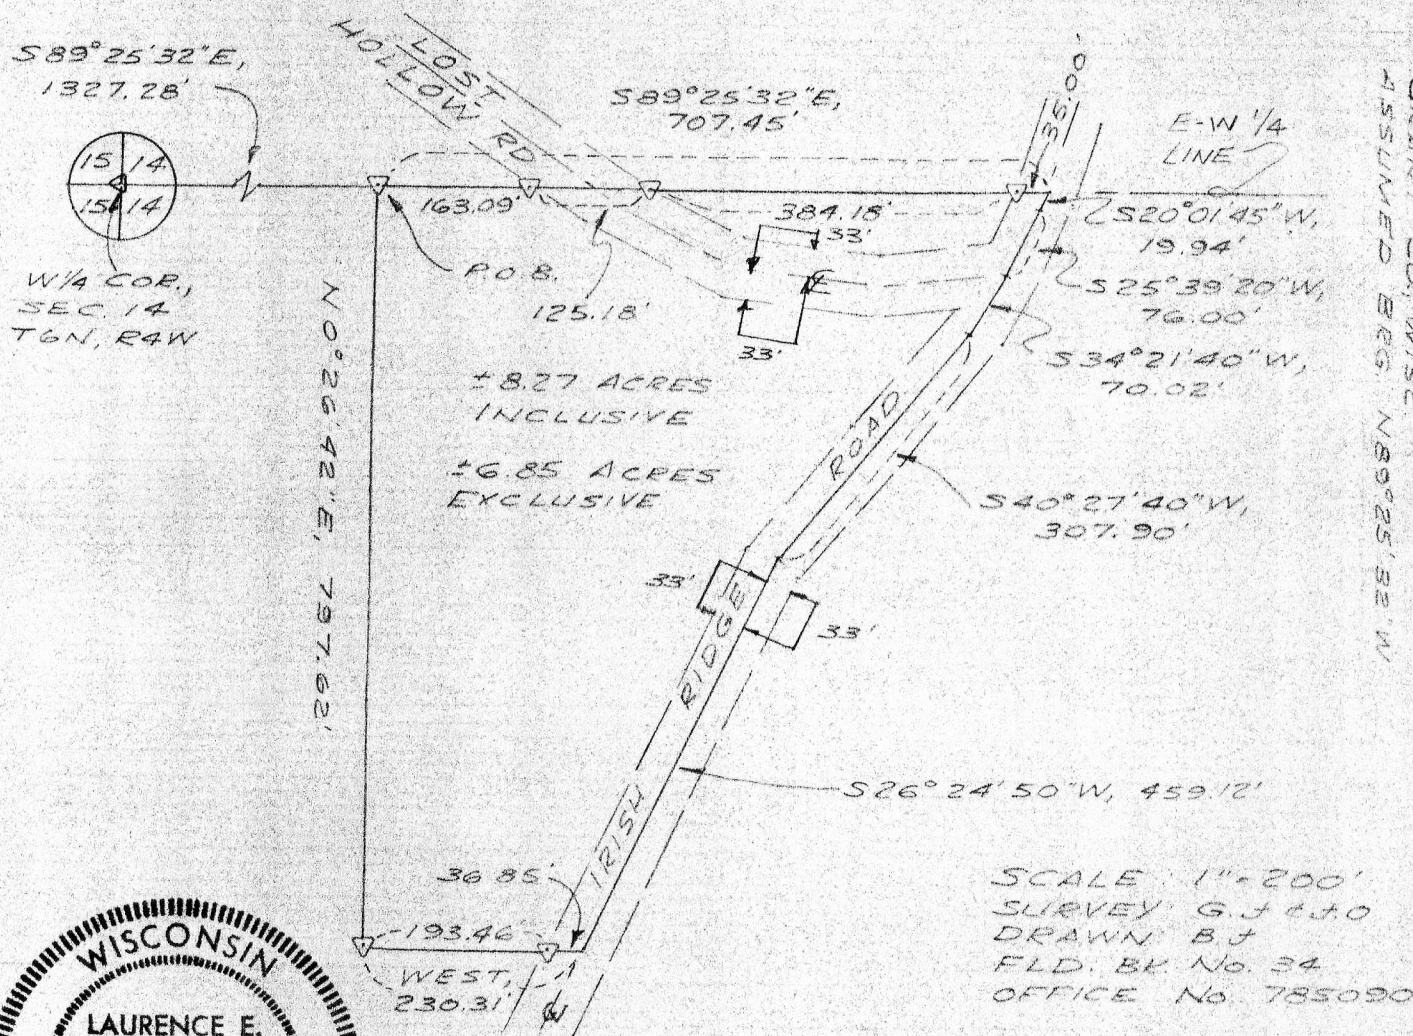 S89°25'32"E,
1327.28'
LOST
HOLLOW RD
S89°25'32"E,
707.45'
35.00'
E-W 1/4
LINE
CO., WISC
ASSUMED BRG N89°25'32"W
15 14
15 14
163.09'
384.18'
S20°01'45"W,
19.94'
33'
W 1/4 COR.,
SEC. 14
T6N, R4W
P.O.B.
125.18'
S25°39'20"W,
76.00'
33'
S34°21'40"W,
70.02'
N0°26'42"E, 797.62'
±8.27 ACRES
INCLUSIVE
±6.85 ACRES
EXCLUSIVE
S40°27'40"W,
307.90'
33'
33'
IRISH RIDGE ROAD
S26°24'50"W, 459.12'
36.85'
193.46'
WEST,
230.31'
SCALE 1"=200'
SURVEY G.J & J.O
DRAWN B.J
FLD. BK. No. 34
OFFICE No. 785090
WISCONSIN
LAURENCE E.